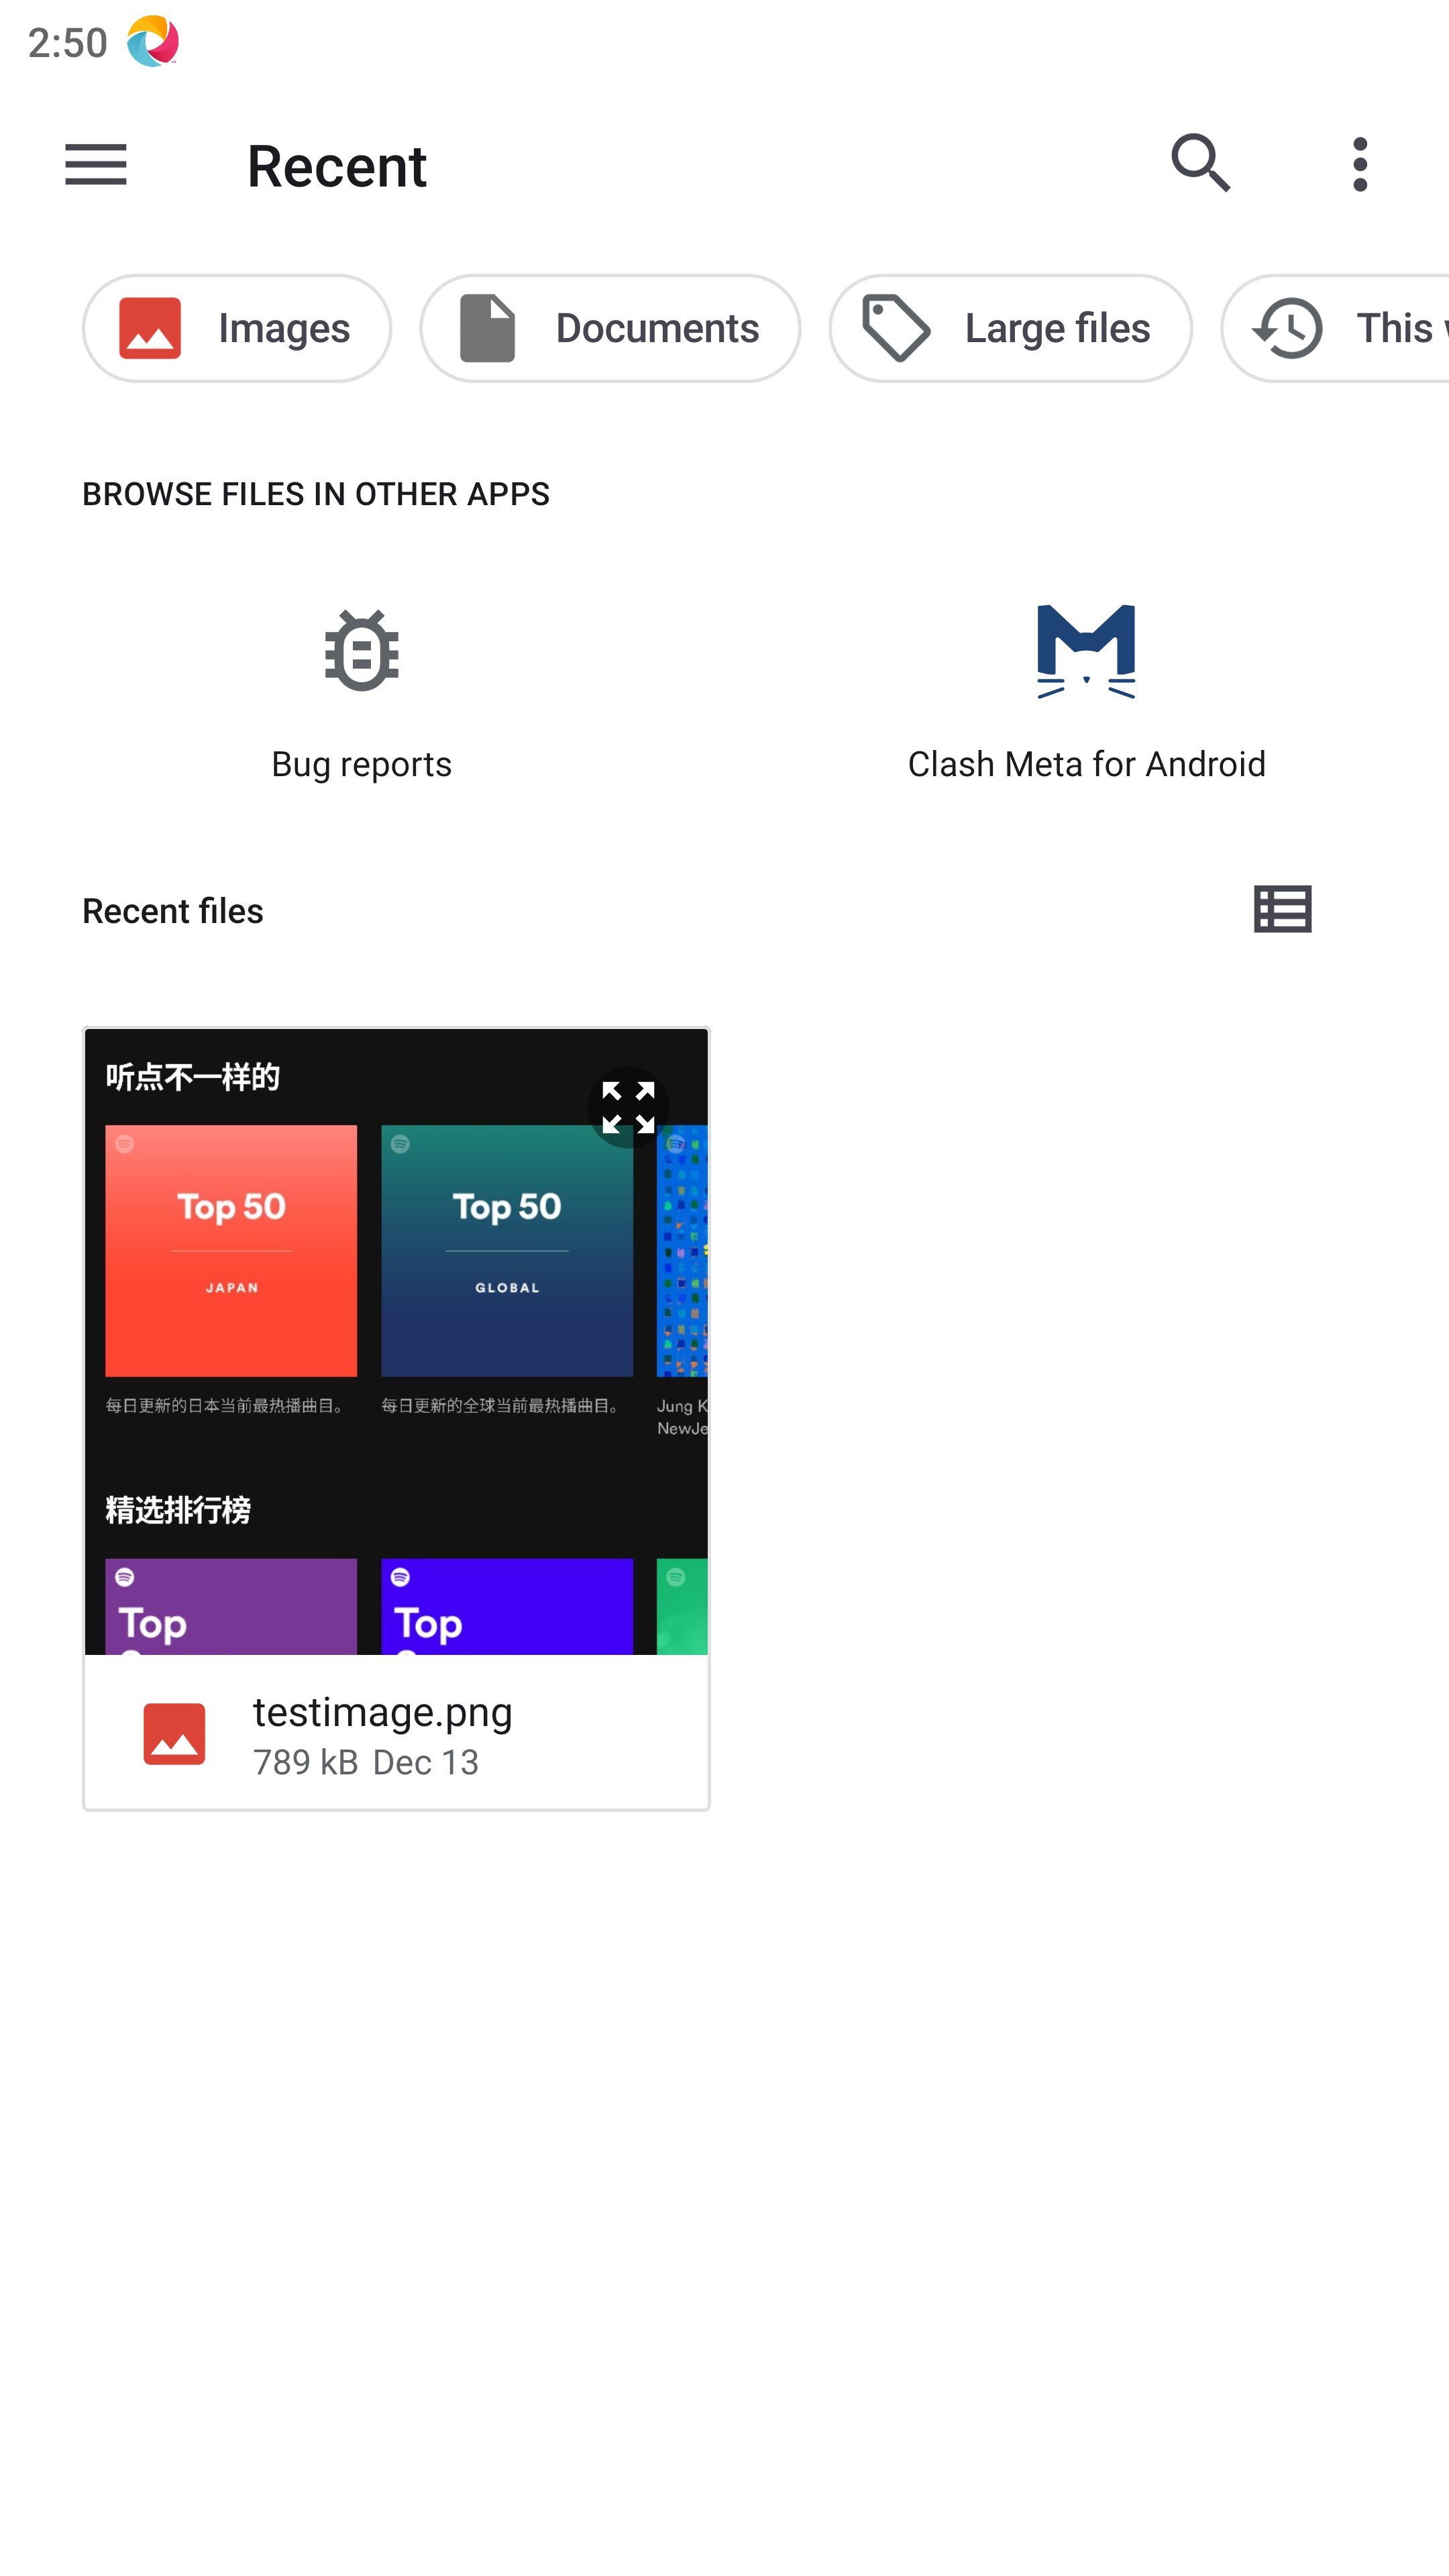 2:50
Recent
Images
Documents
Large files
This
BROWSE FILES IN OTHER APPS
Bug reports
Clash Meta for Android
Recent files
听点不一样的
Top 50
JAPAN
Top 50
GLOBAL
每日更新的日本当前最热播曲目。
每日更新的全球当前最热播曲目。
Jung K
NewJe
精选排行榜
Top
Top
testimage.png
789 kB Dec 13